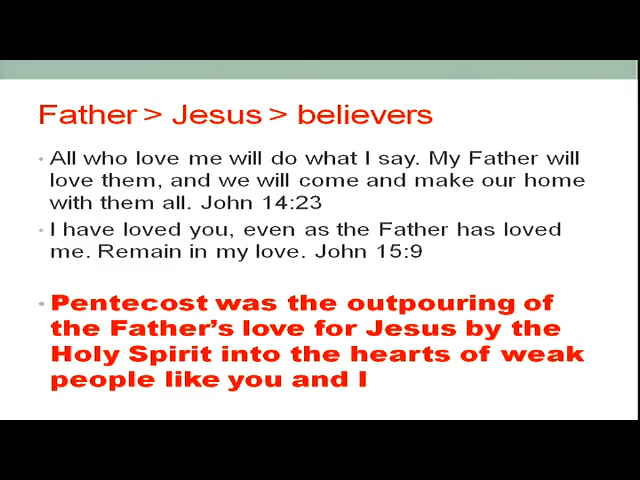 Father > Jesus > believers
• All who love me will do what I say. My Father will
love them, and we will come and make our home
with them all. John 14:23
• I have loved you, even as the Father has loved
me. Remain in my love. John 15:9
• Pentecost was the outpouring of
the Father’s love for Jesus by the
Holy Spirit into the hearts of weak
people like you and I